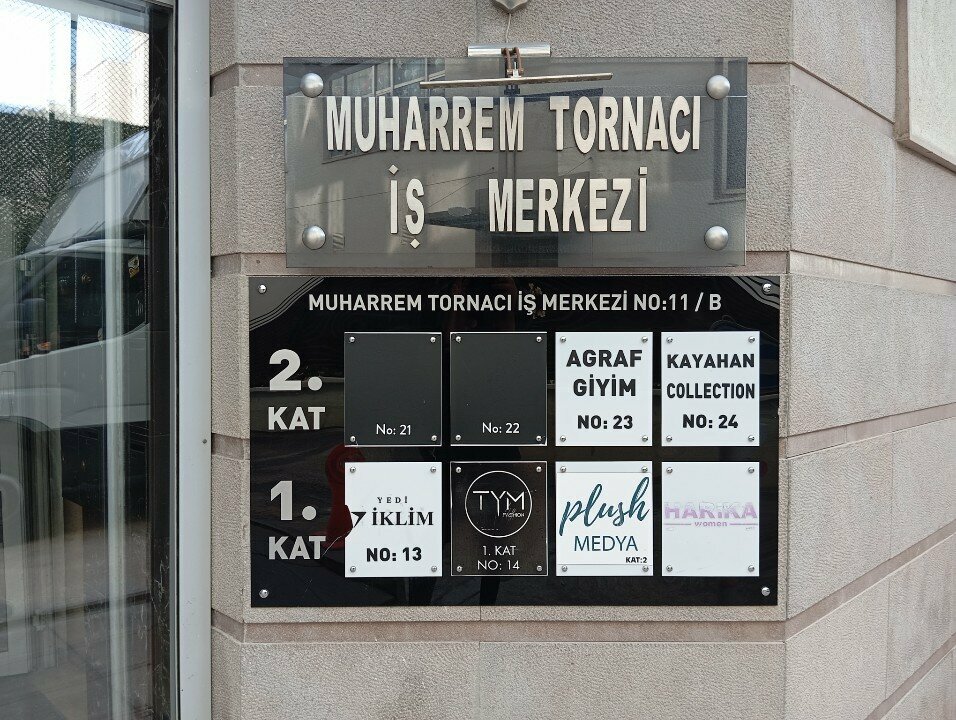 MUHARREM TORNACI
İŞ MERKEZİ
MUHARREM TORNACI İŞ MERKEZİ NO:11 / B
2.
KAT
No: 21
No: 22
AGRAF
GİYİM
NO: 23
KAYAHAN
COLLECTION
NO: 24
1.
KAT
YEDİ
İKLİM
NO: 13
TYM
FASHION
1. KAT
NO: 14
plush
MEDYA
KAT:2
HARIKA
women